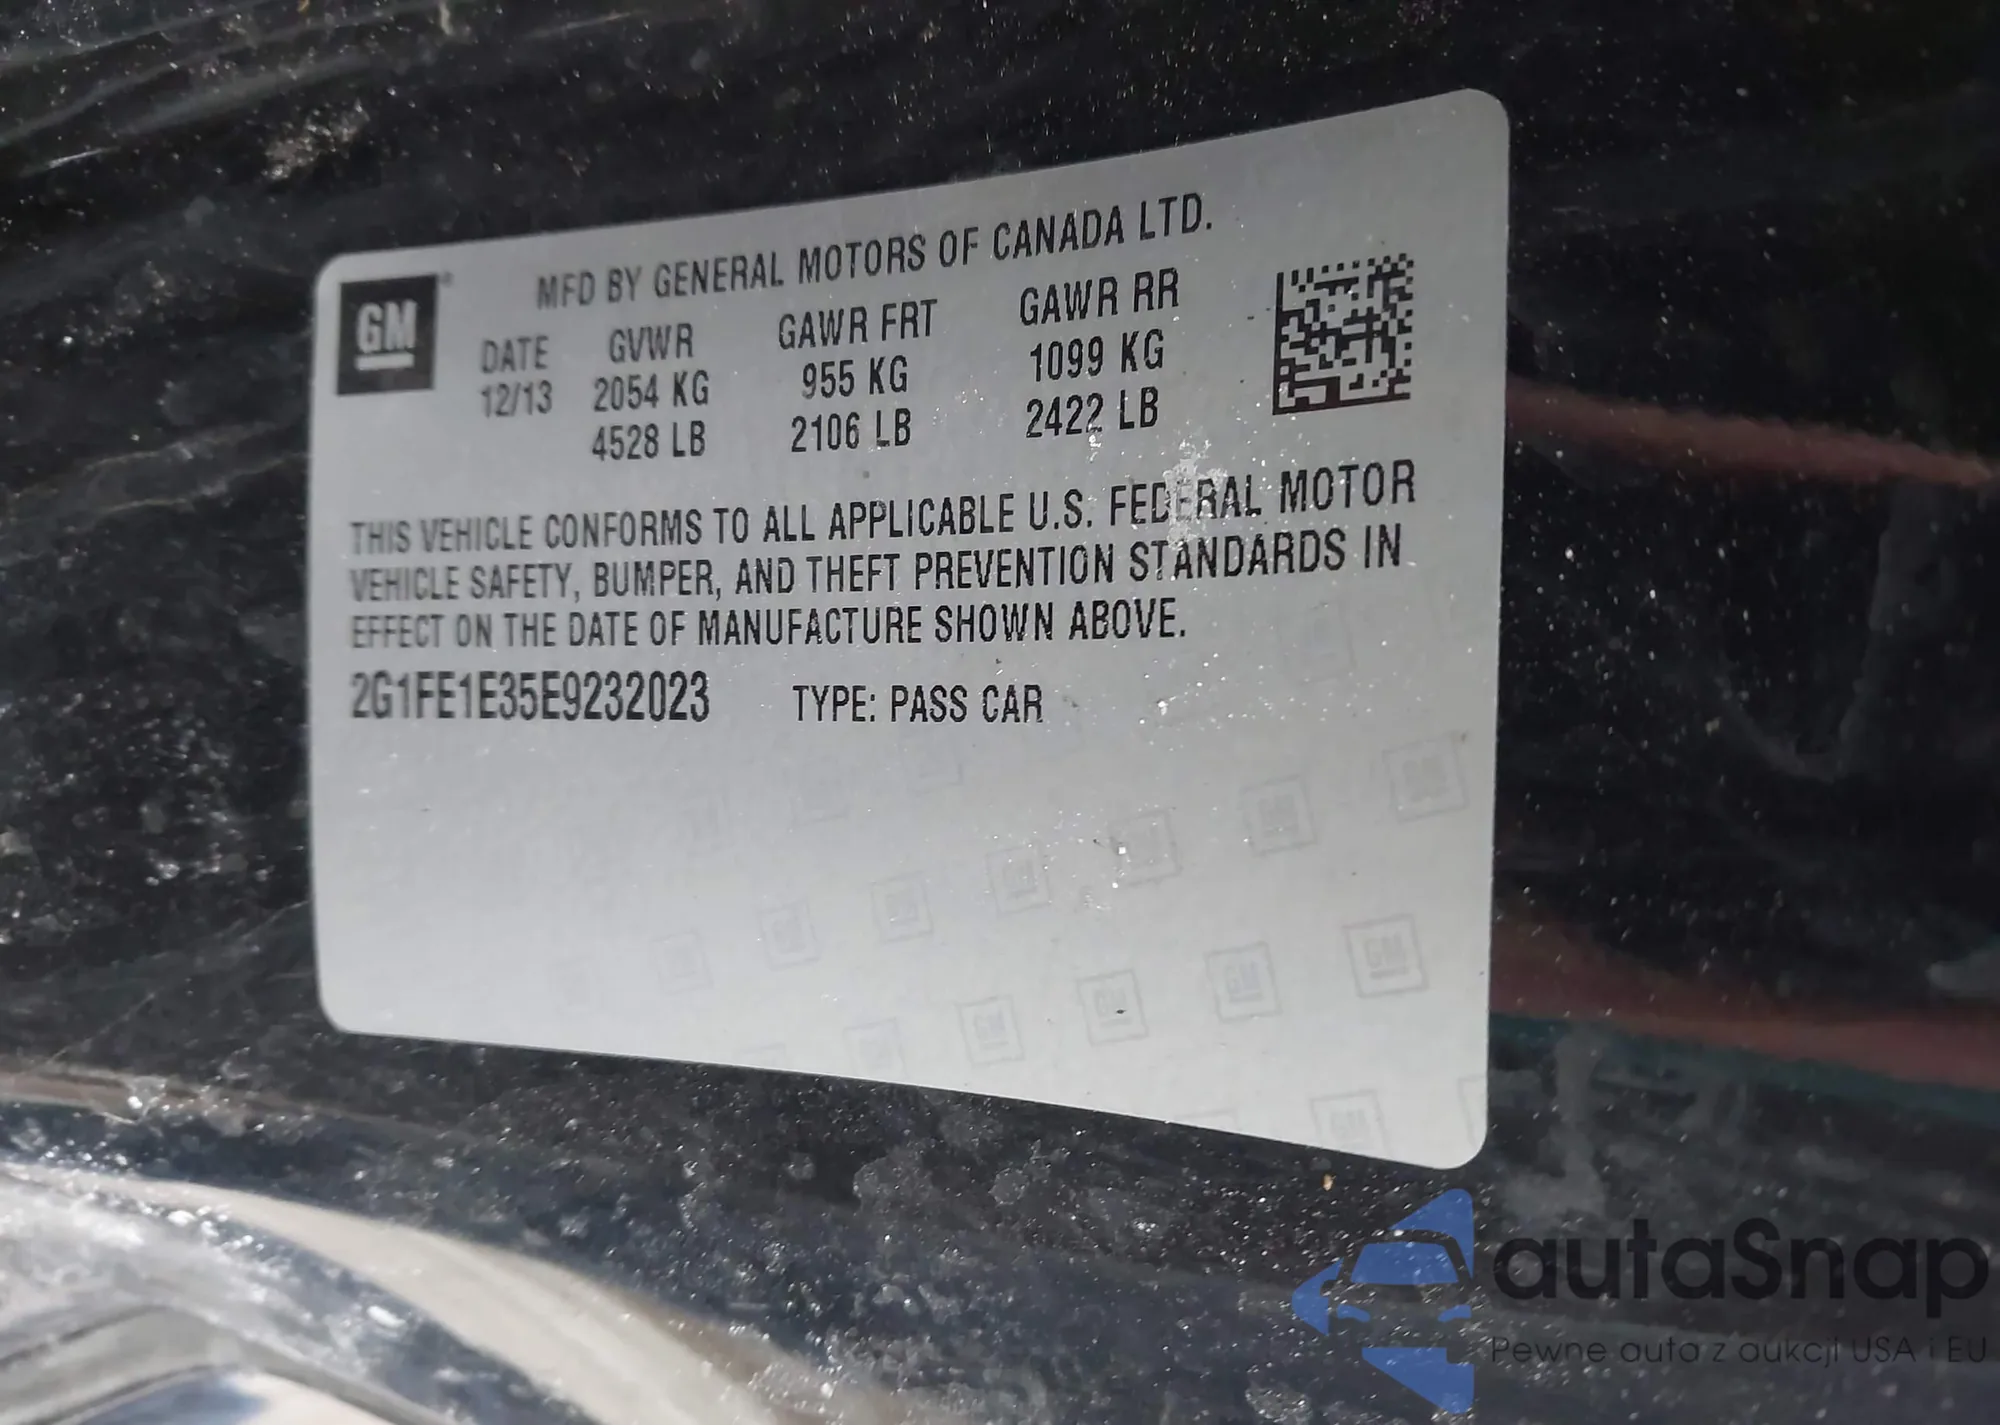 GM
MFD BY GENERAL MOTORS OF CANADA LTD.
DATE GVWR GAWR FRT GAWR RR
12/13 2054 KG 955 KG 1099 KG
4528 LB 2106 LB 2422 LB
THIS VEHICLE CONFORMS TO ALL APPLICABLE U.S. FEDERAL MOTOR
VEHICLE SAFETY, BUMPER, AND THEFT PREVENTION STANDARDS IN
EFFECT ON THE DATE OF MANUFACTURE SHOWN ABOVE.
2G1FE1E35E9232023 TYPE: PASS CAR
autaSnap
Pewne auta z aukcji USA i EU